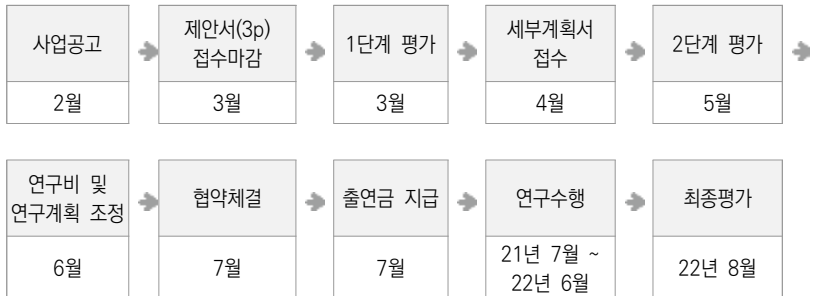 사업공고
제안서(3p)
접수마감
1단계 평가
세부계획서
접수
2단계 평가
2월
3월
3월
4월
5월
연구비 및
연구계획 조정
협약체결
출연금 지급
연구수행
최종평가
6월
7월
7월
21년 7월 ~
22년 6월
22년 8월